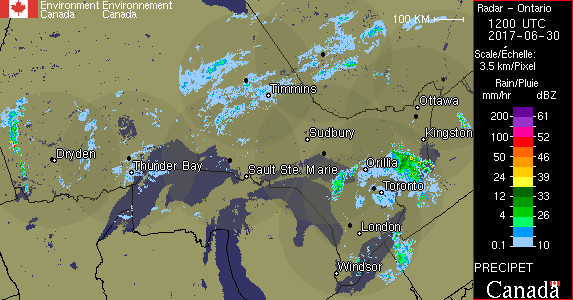 Environment Environnement
Canada Canada
100 KM
Timmins
Ottawa
Sudbury
Kingston
Dryden
Thunder Bay
Sault Ste. Marie
Orillia
Toronto
London
Windsor
Radar - Ontario
1200 UTC
2017-06-30
Scale/Échelle:
3.5 km/Pixel
Rain/Pluie
mm/hr dBZ
200 61
100 52
50 46
24 39
12 33
4 26
0.1 10
PRECIPET
Canada